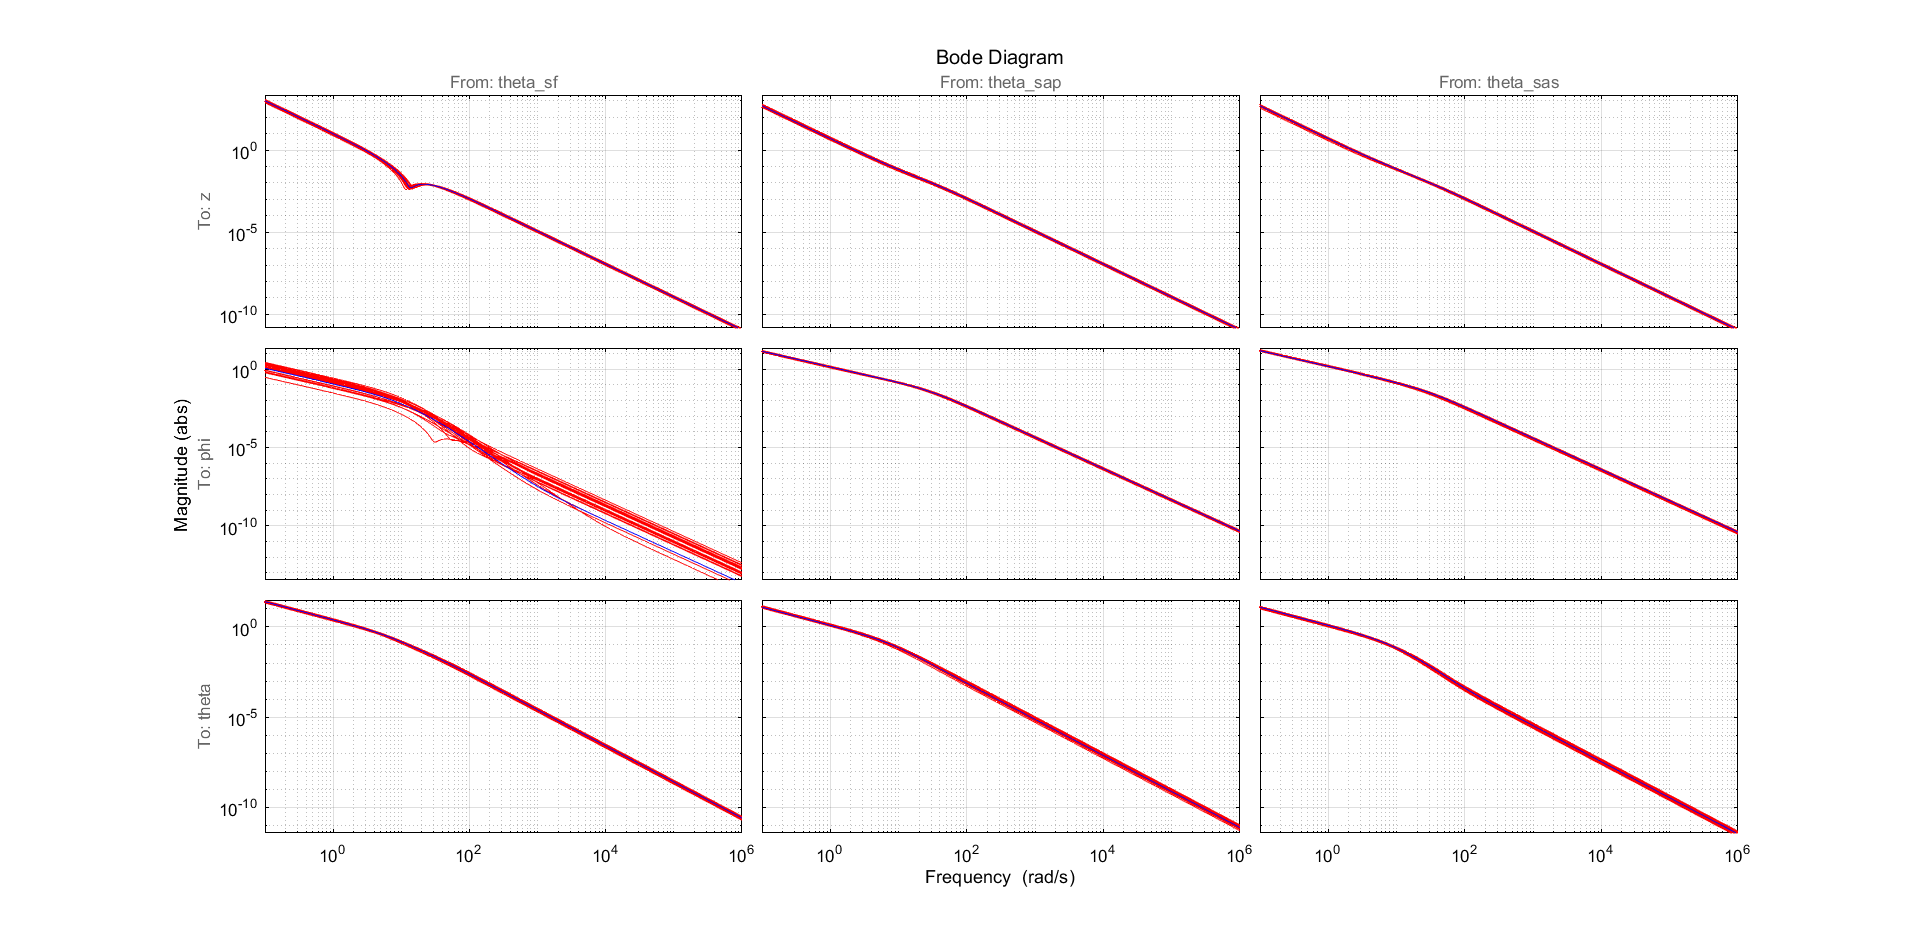 Bode Diagram
From: theta_sf
From: theta_sap
From: theta_sas
Magnitude (abs)
To: z
10^0
10^-5
10^-10
To: phi
10^0
10^-5
10^-10
To: theta
10^0
10^-5
10^-10
10^0 10^2 10^4 10^6
10^0 10^2 10^4 10^6
10^0 10^2 10^4 10^6
Frequency (rad/s)